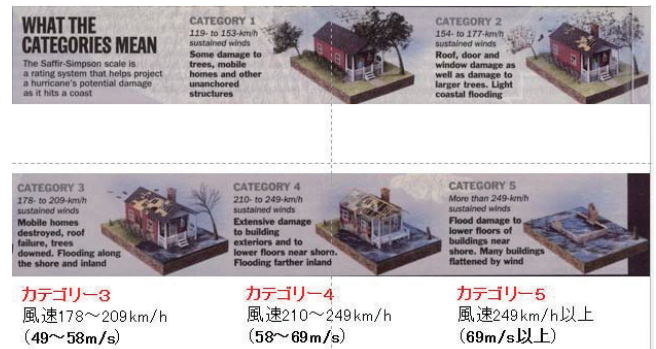 WHAT THE
CATEGORIES MEAN
The Saffir-Simpson scale is
a rating system that helps project
a hurricane's potential damage
as it hits a coast
CATEGORY 1
119- to 153-km/h
sustained winds
Some damage to
trees, mobile
homes and other
unanchored
structures
CATEGORY 2
154- to 177-km/h
sustained winds
Roof, door and
window damage as
well as damage to
larger trees. Light
coastal flooding
CATEGORY 3
178- to 209-km/h
sustained winds
Mobile homes
destroyed, roof
failure, trees
downed. Flooding along
the shore and inland
CATEGORY 4
210- to 249-km/h
sustained winds
Extensive damage
to building
exteriors and to
lower floors near shore.
Flooding farther inland
CATEGORY 5
More than 249-km/h
sustained winds
Flood damage to
lower floors of
buildings near
shore. Many buildings
flattened by wind
カテゴリー3
風速178～209km/h
(49～58m/s)
カテゴリー4
風速210～249km/h
(58～69m/s)
カテゴリー5
風速249km/h以上
(69m/s以上)